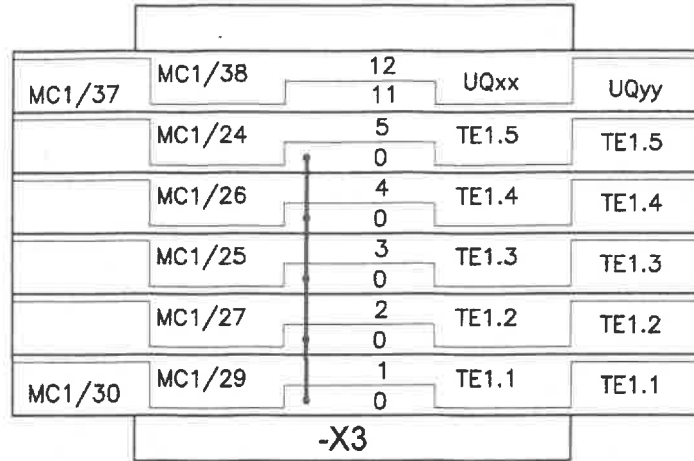 MC1/37 MC1/38 12 UQxx UQyy
11
MC1/24 5 TE1.5 TE1.5
0
MC1/26 4 TE1.4 TE1.4
0
MC1/25 3 TE1.3 TE1.3
0
MC1/27 2 TE1.2 TE1.2
0
MC1/30 MC1/29 1 TE1.1 TE1.1
0
-X3